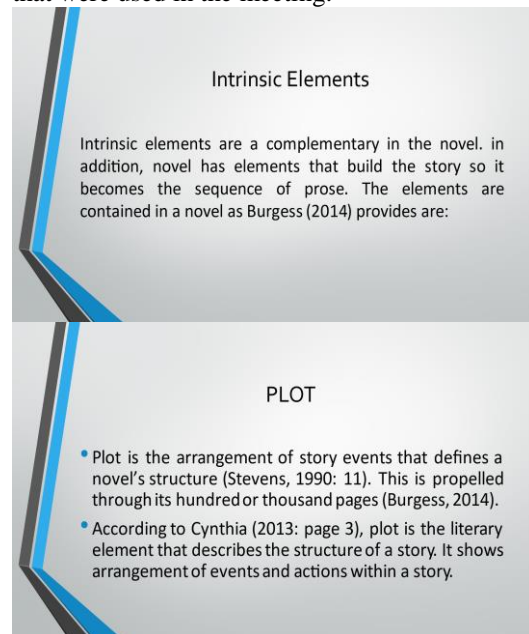 that were used in the meeting.
Intrinsic Elements
Intrinsic elements are a complementary in the novel. in
addition, novel has elements that build the story so it
becomes the sequence of prose. The elements are
contained in a novel as Burgess (2014) provides are:
PLOT
• Plot is the arrangement of story events that defines a
novel's structure (Stevens, 1990: 11). This is propelled
through its hundred or thousand pages (Burgess, 2014).
• According to Cynthia (2013: page 3), plot is the literary
element that describes the structure of a story. It shows
arrangement of events and actions within a story.